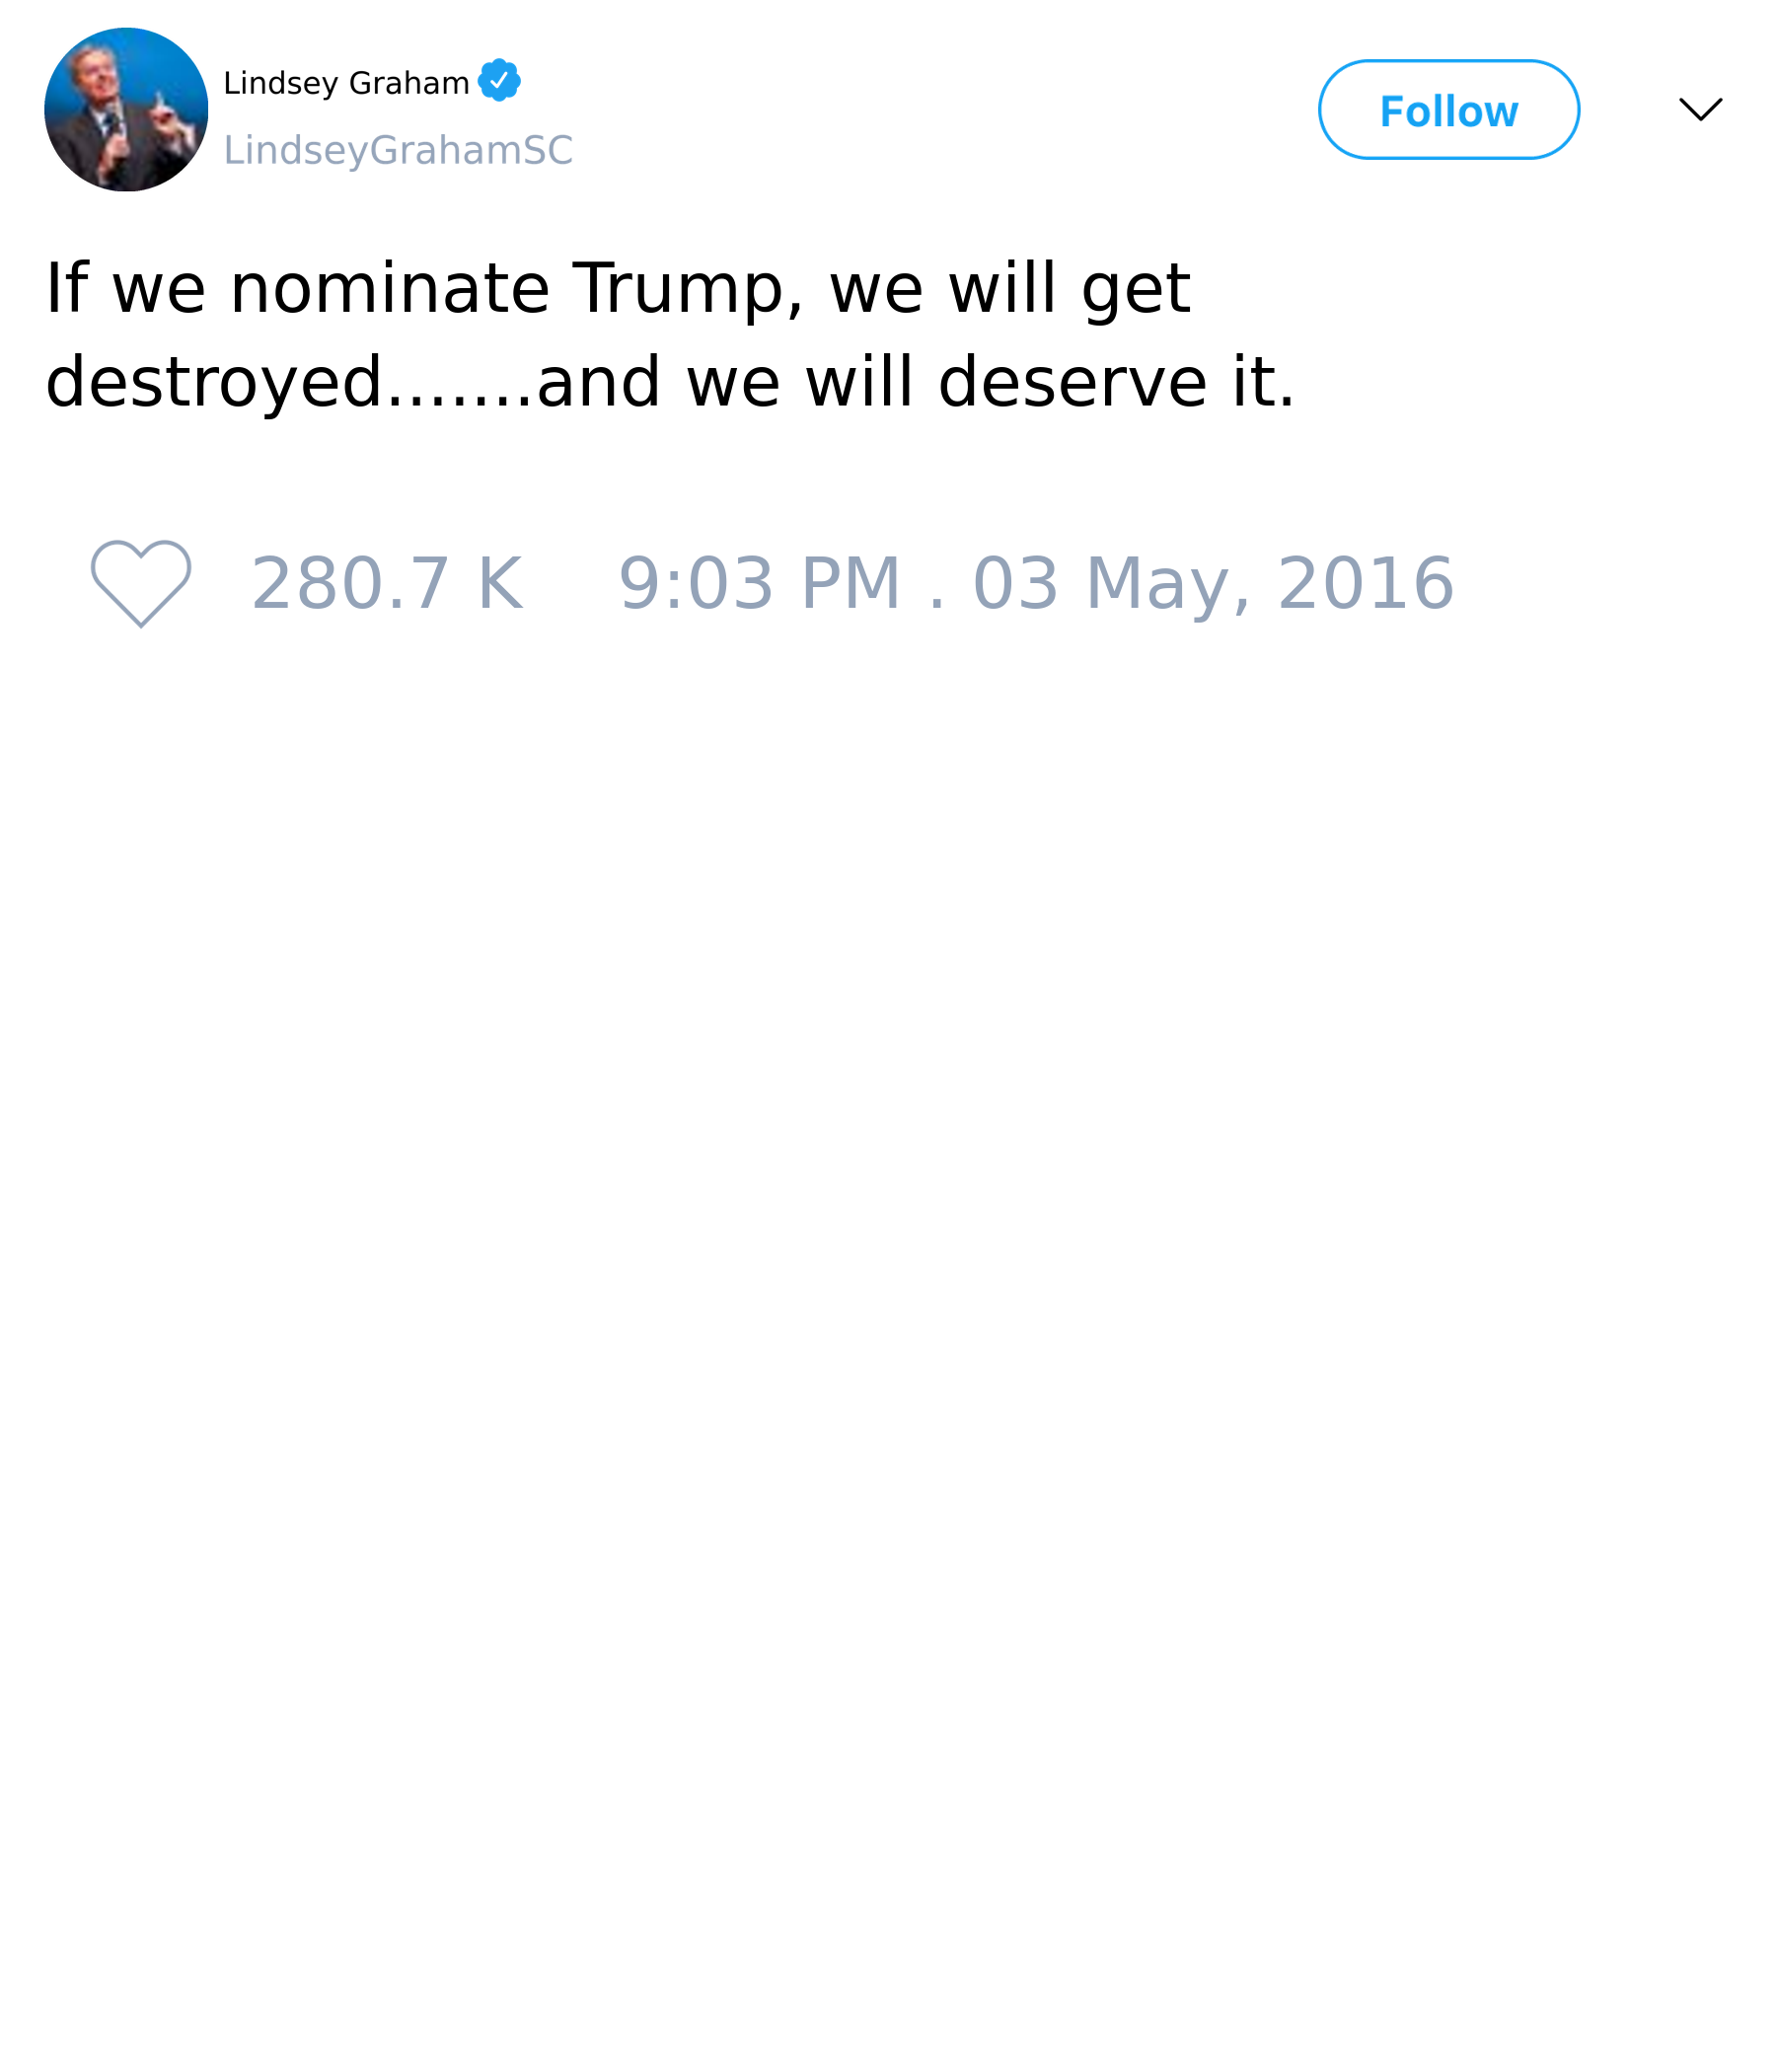 Lindsey Graham
LindseyGrahamSC
Follow
If we nominate Trump, we will get
destroyed.......and we will deserve it.
280.7 K 9:03 PM . 03 May, 2016